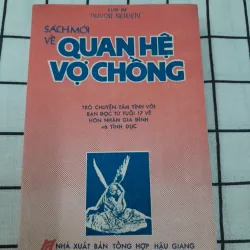 SÁCH MỚI
VỀ
QUAN HỆ
VỢ CHỒNG
TRÒ CHUYỆN TÂM TÌNH VỚI
BẠN ĐỌC TỪ TUỔI 17 VỀ
HÔN NHÂN GIA ĐÌNH
và TÌNH DỤC
NHÀ XUẤT BẢN TỔNG HỢP HẬU GIANG